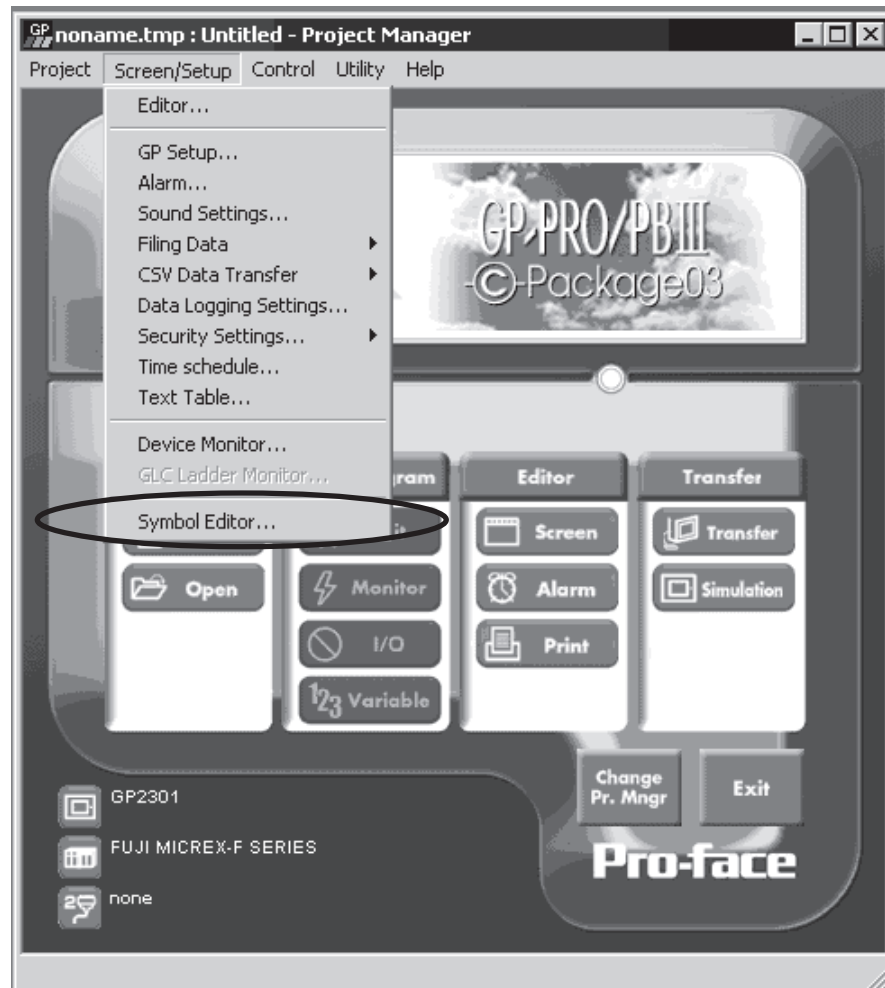 GP noname.tmp : Untitled - Project Manager
Project Screen/Setup Control Utility Help
Editor...
GP Setup...
Alarm...
Sound Settings...
Filing Data
CSV Data Transfer
Data Logging Settings...
Security Settings...
Time schedule...
Text Table...
Device Monitor...
GLC Ladder Monitor...
Symbol Editor...
GP-PRO/PBIII
-©-Package03
Editor
Transfer
Screen
Transfer
Open
Monitor
Alarm
Simulation
I/O
Print
123 Variable
Change
Pr. Mngr
Exit
GP2301
FUJI MICREX-F SERIES
2 none
Pro-face